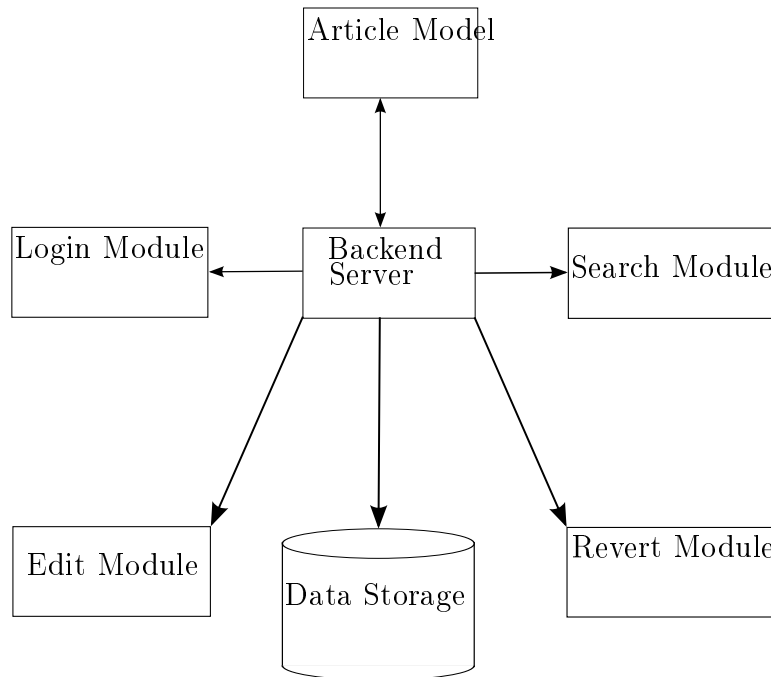 Article Model
Login Module
Backend
Server
Search Module
Edit Module
Data Storage
Revert Module